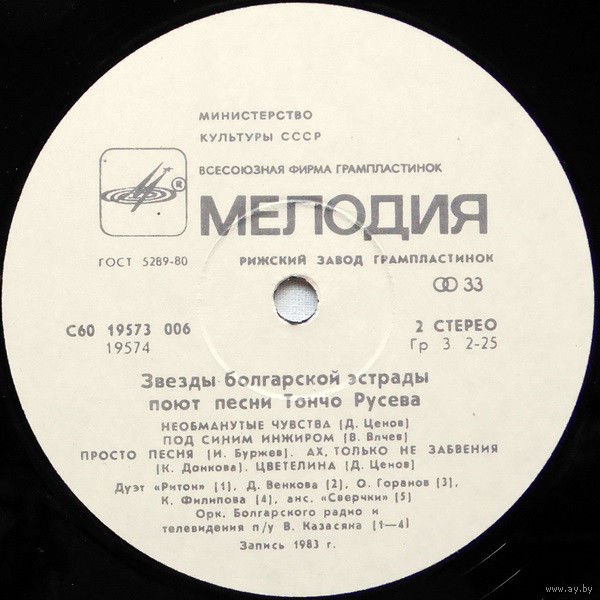 МИНИСТЕРСТВО
КУЛЬТУРЫ СССР
ВСЕСОЮЗНАЯ ФИРМА ГРАМПЛАСТИНОК
® МЕЛОДИЯ
ГОСТ 5289-80 РИЖСКИЙ ЗАВОД ГРАМПЛАСТИНОК
33
С60 19573 006 2 СТЕРЕО
19574 Гр 3 2-25
Звезды болгарской эстрады
поют песни Тончо Русева
НЕОБМАНУТЫЕ ЧУВСТВА (Д. Ценов)
ПОД СИНИМ ИНЖИРОМ (В. Влчев)
ПРОСТО ПЕСНЯ (И. Буржев). АХ, ТОЛЬКО НЕ ЗАБВЕНИЯ
(К. Донкова). ЦВЕТЕЛИНА (Д. Ценов)
Дуэт «Ритон» (1), Д. Венкова (2), О. Горанов (3),
К. Филипова (4), анс. «Сверчки» (5)
Орк. Болгарского радио и
телевидения п/у В. Казасяна (1—4)
Запись 1983 г.
www.ay.by